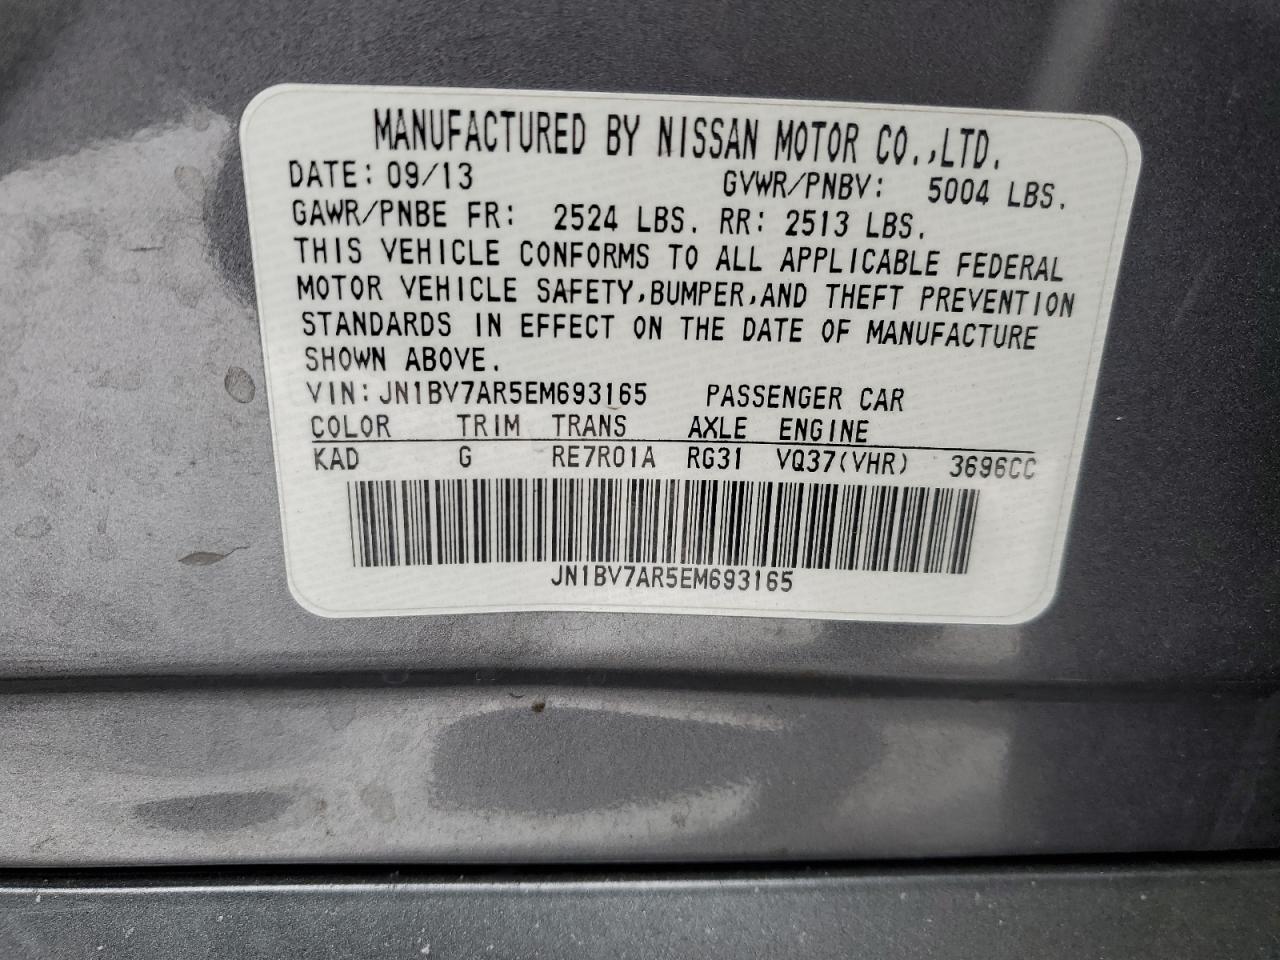 MANUFACTURED BY NISSAN MOTOR CO.,LTD.
DATE: 09/13 GVWR/PNBV: 5004 LBS.
GAWR/PNBE FR: 2524 LBS. RR: 2513 LBS.
THIS VEHICLE CONFORMS TO ALL APPLICABLE FEDERAL
MOTOR VEHICLE SAFETY,BUMPER,AND THEFT PREVENTION
STANDARDS IN EFFECT ON THE DATE OF MANUFACTURE
SHOWN ABOVE.
VIN: JN1BV7AR5EM693165 PASSENGER CAR
COLOR TRIM TRANS AXLE ENGINE
KAD G RE7R01A RG31 VQ37(VHR) 3696CC
JN1BV7AR5EM693165